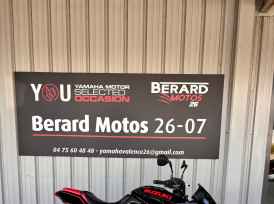 YOU
YAMAHA MOTOR
SELECTED
OCCASION
BERARD
MOTOS
26
Berard Motos 26-07
04 75 60 40 40 - yamahavalence26@gmail.com
SUZUKI